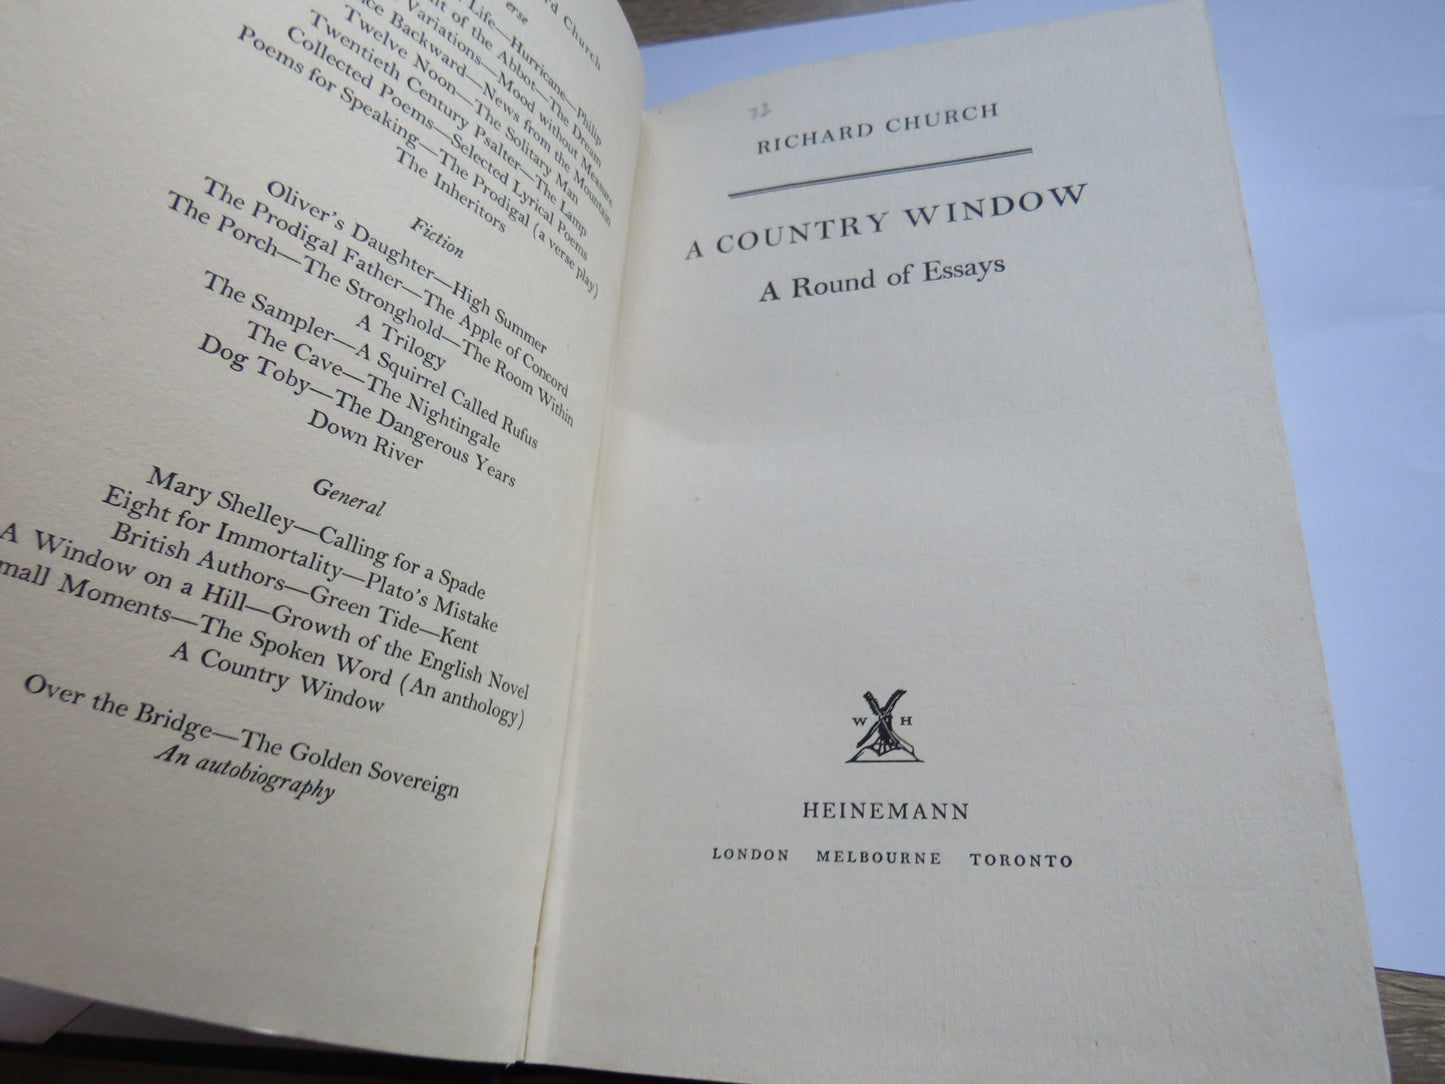 rd Church
erse
Life—Hurricane—Philip
of the Abbot—The Dream
Variations—Mood without Measure
Backward—News from the Mountain
Twelve Noon—The Solitary Man
Twentieth Century Psalter—The Lamp
Collected Poems—Selected Lyrical Poems
Poems for Speaking—The Prodigal (a verse play)
The Inheritors
Fiction
Oliver's Daughter—High Summer
The Prodigal Father—The Apple of Concord
The Porch—The Stronghold—The Room Within
A Trilogy
The Sampler—A Squirrel Called Rufus
The Cave—The Nightingale
Dog Toby—The Dangerous Years
Down River
General
Mary Shelley—Calling for a Spade
Eight for Immortality—Plato's Mistake
British Authors—Green Tide—Kent
A Window on a Hill—Growth of the English Novel
mall Moments—The Spoken Word (An anthology)
A Country Window
Over the Bridge—The Golden Sovereign
An autobiography
RICHARD CHURCH
A COUNTRY WINDOW
A Round of Essays
W H
HEINEMANN
LONDON MELBOURNE TORONTO